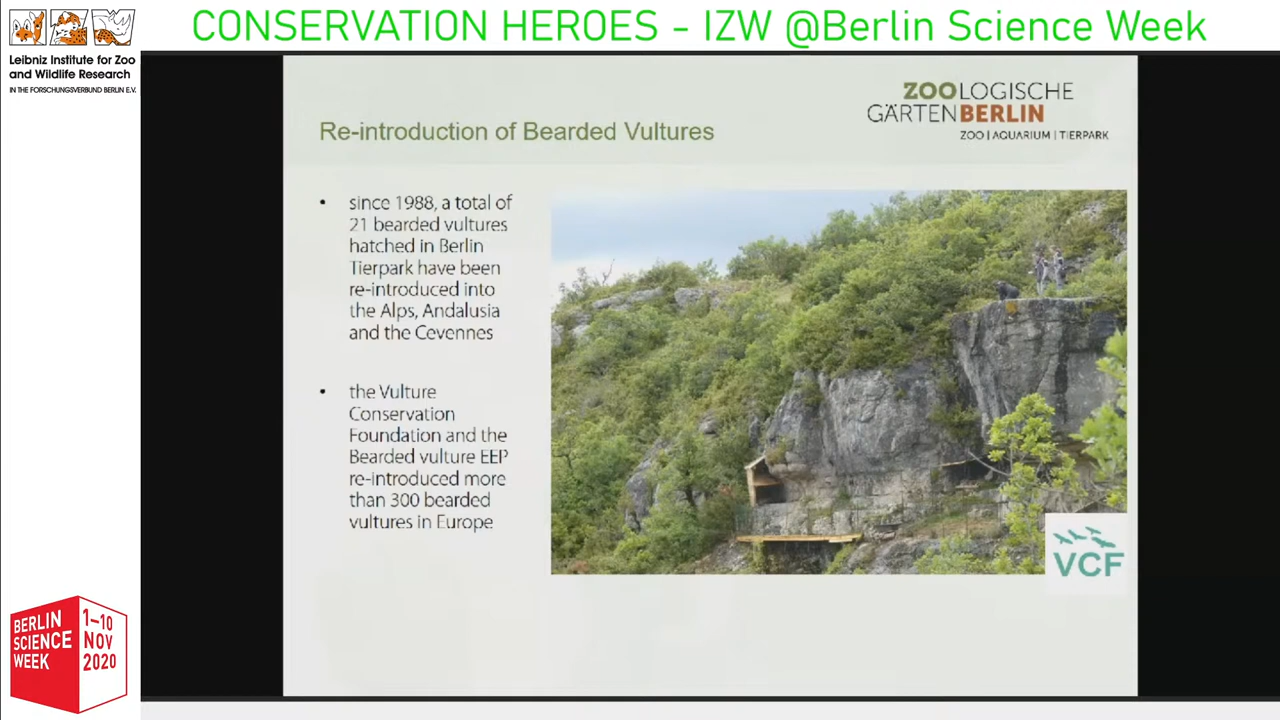 CONSERVATION HEROES - IZW @Berlin Science Week
Leibniz Institute for Zoo
and Wildlife Research
IN THE FORSCHUNGSVERBUND BERLIN E.V.
ZOOLOGISCHE
GÄRTENBERLIN
ZOO | AQUARIUM | TIERPARK
Re-introduction of Bearded Vultures
• since 1988, a total of
21 bearded vultures
hatched in Berlin
Tierpark have been
re-introduced into
the Alps, Andalusia
and the Cevennes
• the Vulture
Conservation
Foundation and the
Bearded vulture EEP
re-introduced more
than 300 bearded
vultures in Europe
VCF
BERLIN
SCIENCE
WEEK
1–10
NOV
2020